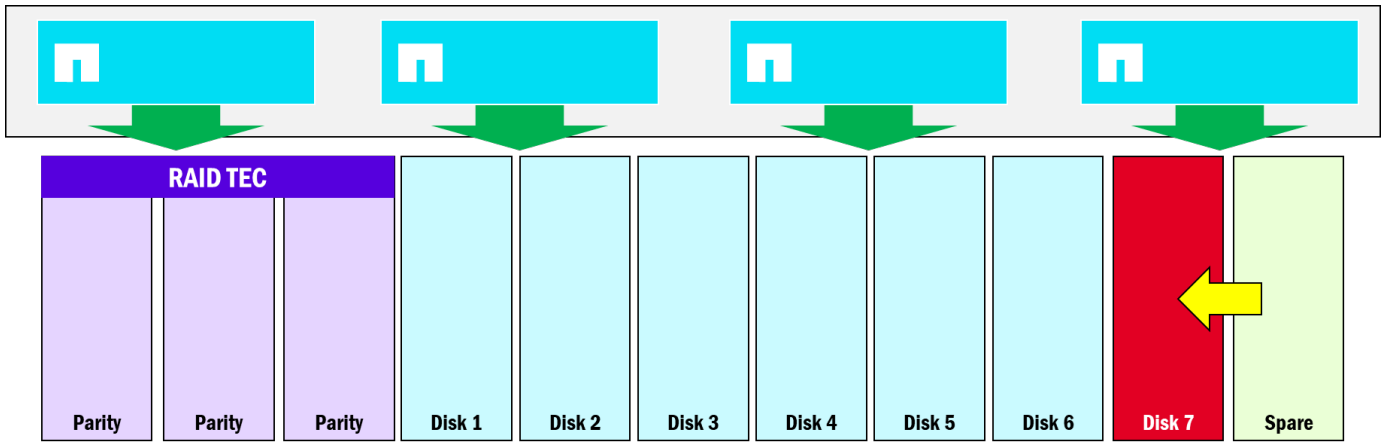 RAID TEC
Parity
Parity
Parity
Disk 1
Disk 2
Disk 3
Disk 4
Disk 5
Disk 6
Disk 7
Spare